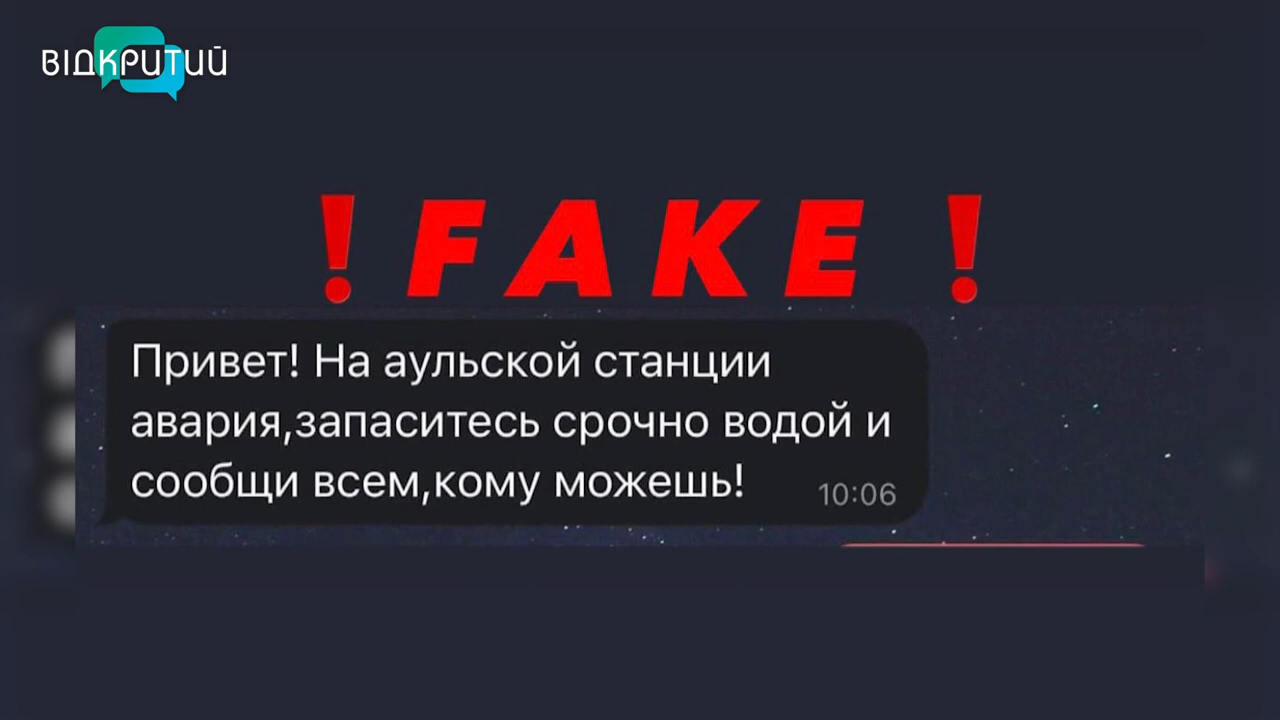 ВІДКРИТИЙ
❗FAKE❗
Привет! На аульской станции
авария,запаситесь срочно водой и
сообщи всем,кому можешь!
10:06